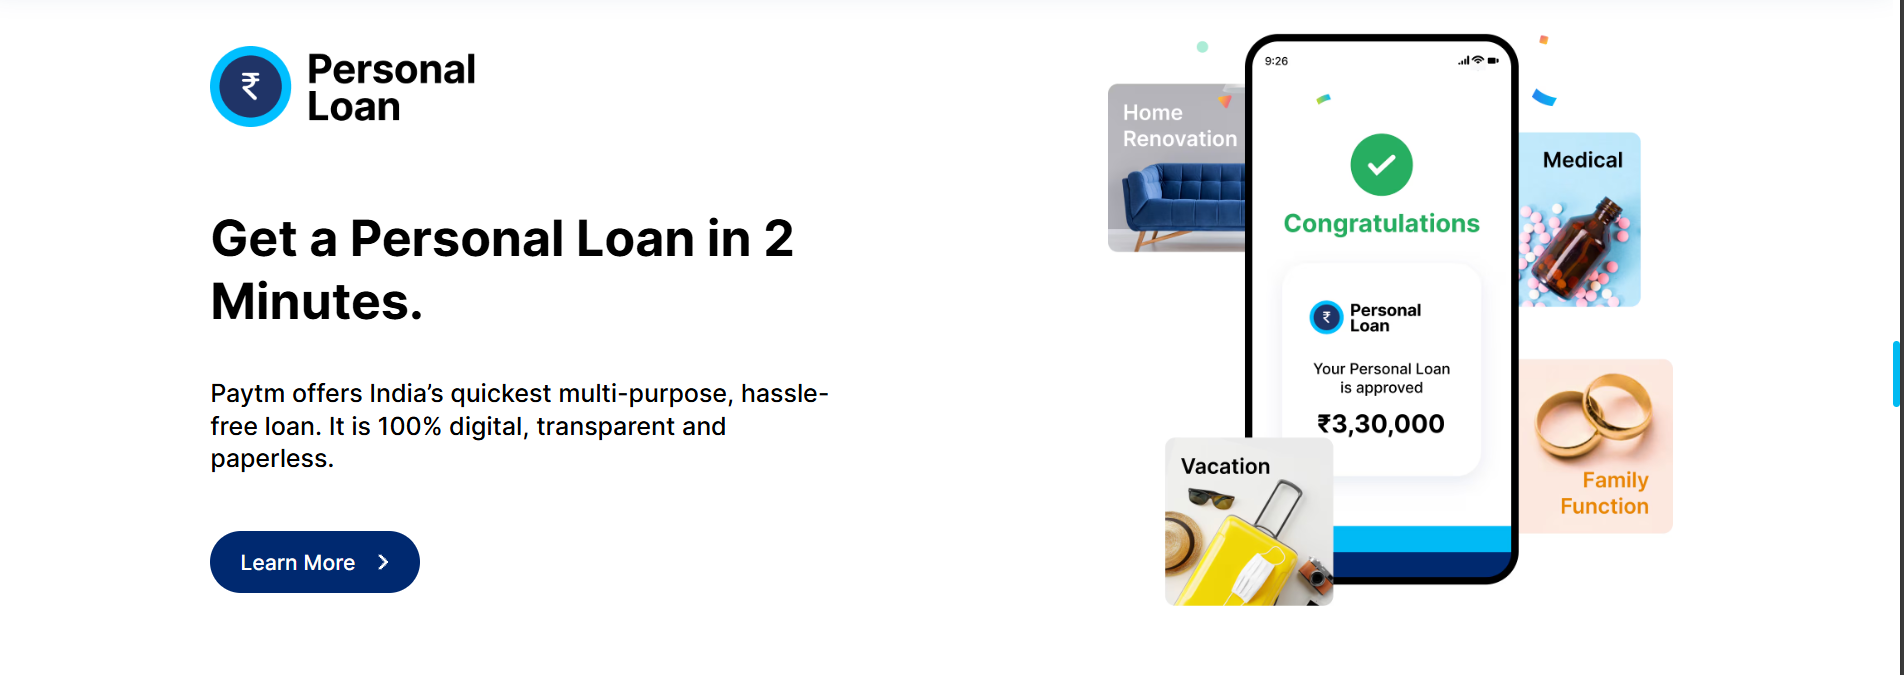 ₹ Personal
Loan
Get a Personal Loan in 2
Minutes.
Paytm offers India’s quickest multi-purpose, hassle-
free loan. It is 100% digital, transparent and
paperless.
Learn More
9:26
Home
Renovation
Medical
Congratulations
₹ Personal
Loan
Your Personal Loan
is approved
₹3,30,000
Vacation
Family
Function